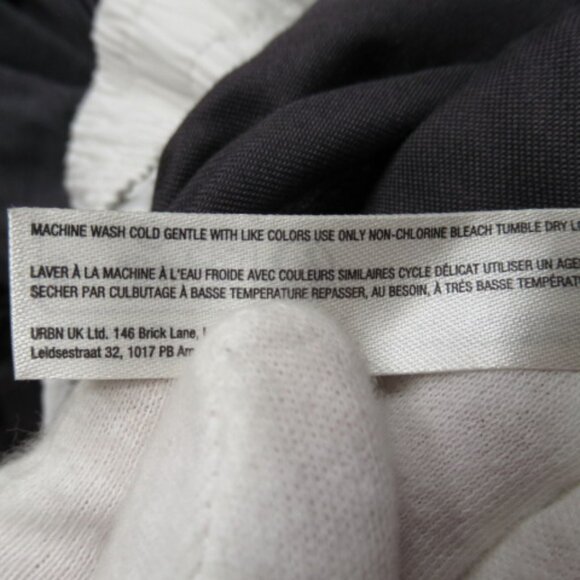 MACHINE WASH COLD GENTLE WITH LIKE COLORS USE ONLY NON-CHLORINE BLEACH TUMBLE DRY
LAVER À LA MACHINE À L'EAU FROIDE AVEC COULEURS SIMILAIRES CYCLE DÉLICAT UTILISER UN
SECHER PAR CULBUTAGE À BASSE TEMPERATURE REPASSER, AU BESOIN, À TRÈS BASSE
URBN UK Ltd. 146 Brick Lane,
Leidsestraat 32, 1017 PB